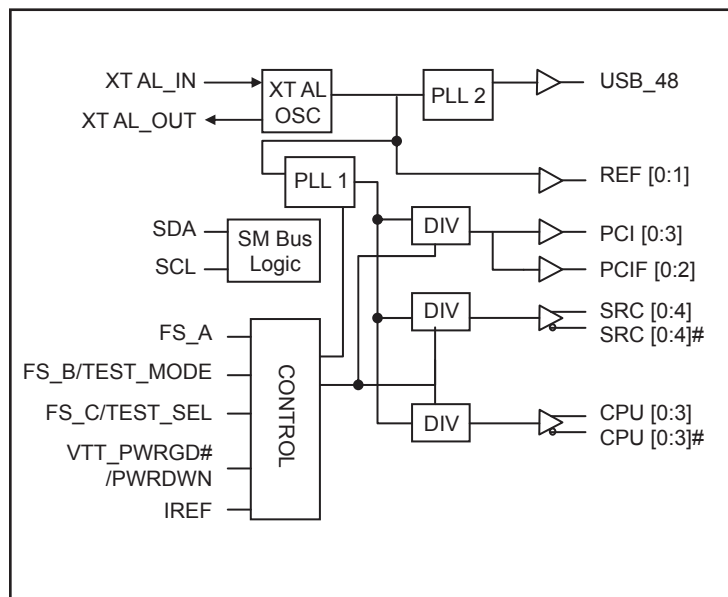 XT AL_IN
XT AL_OUT
XT AL
OSC
PLL 2
USB_48
REF [0:1]
PLL 1
SDA
SCL
SM Bus
Logic
DIV
PCI [0:3]
PCIF [0:2]
DIV
SRC [0:4]
SRC [0:4]#
FS_A
FS_B/TEST_MODE
FS_C/TEST_SEL
VTT_PWRGD#
/PWRDWN
IREF
CONTROL
DIV
CPU [0:3]
CPU [0:3]#